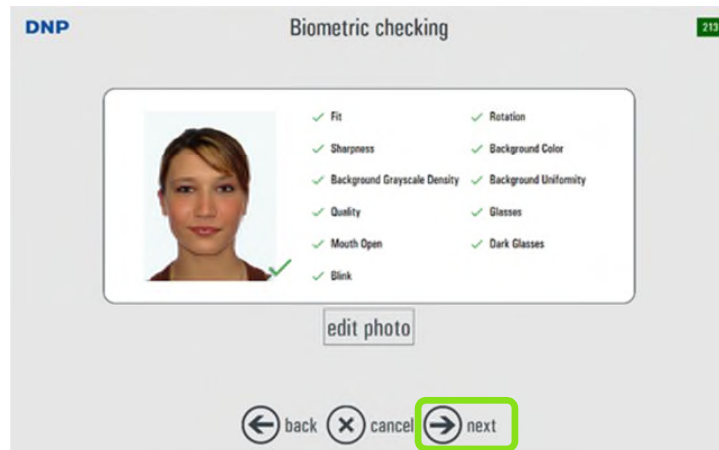 DNP
Biometric checking
213
Fit
Rotation
Sharpness
Background Color
Background Grayscale Density
Background Uniformity
Quality
Glasses
Mouth Open
Dark Glasses
Blink
edit photo
back
cancel
next